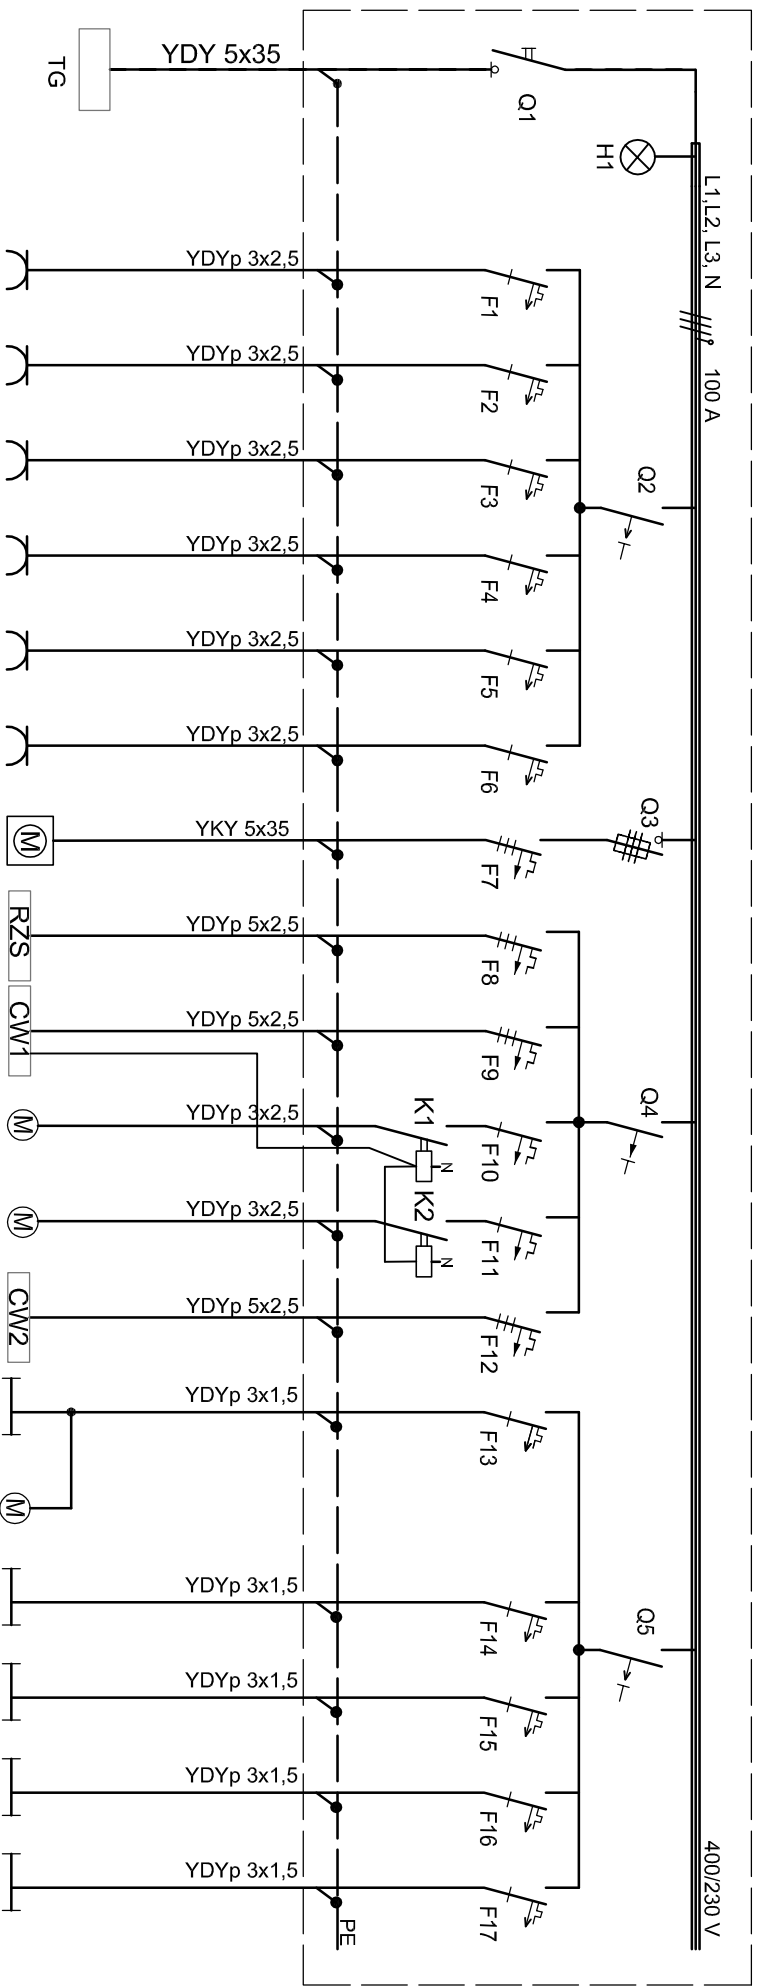 L1,L2, L3, N
100 A
400/230 V
Q1
H1
Q2
Q3
Q4
Q5
F1
F2
F3
F4
F5
F6
F7
F8
F9
F10
F11
F12
F13
F14
F15
F16
F17
K1
N
K2
N
PE
YDY 5x35
YDYp 3x2,5
YDYp 3x2,5
YDYp 3x2,5
YDYp 3x2,5
YDYp 3x2,5
YDYp 3x2,5
YKY 5x35
YDYp 5x2,5
YDYp 5x2,5
YDYp 3x2,5
YDYp 3x2,5
YDYp 5x2,5
YDYp 3x1,5
YDYp 3x1,5
YDYp 3x1,5
YDYp 3x1,5
YDYp 3x1,5
TG
M
RZS
CW1
M
M
CW2
M